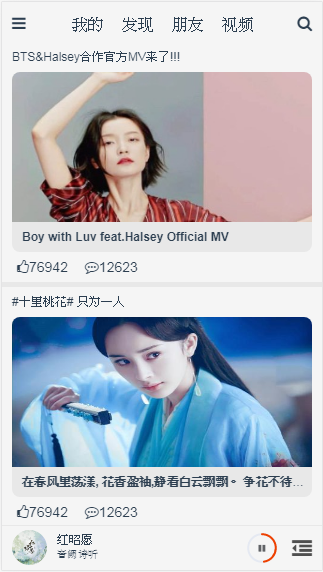 我的 发现 朋友 视频
BTS&Halsey合作官方MV来了!!!
Boy with Luv feat.Halsey Official MV
76942 12623
#十里桃花# 只为一人
在春风里荡漾, 花香盈袖,静看白云飘飘。 争花不待…
76942 12623
红昭愿
音阙诗听